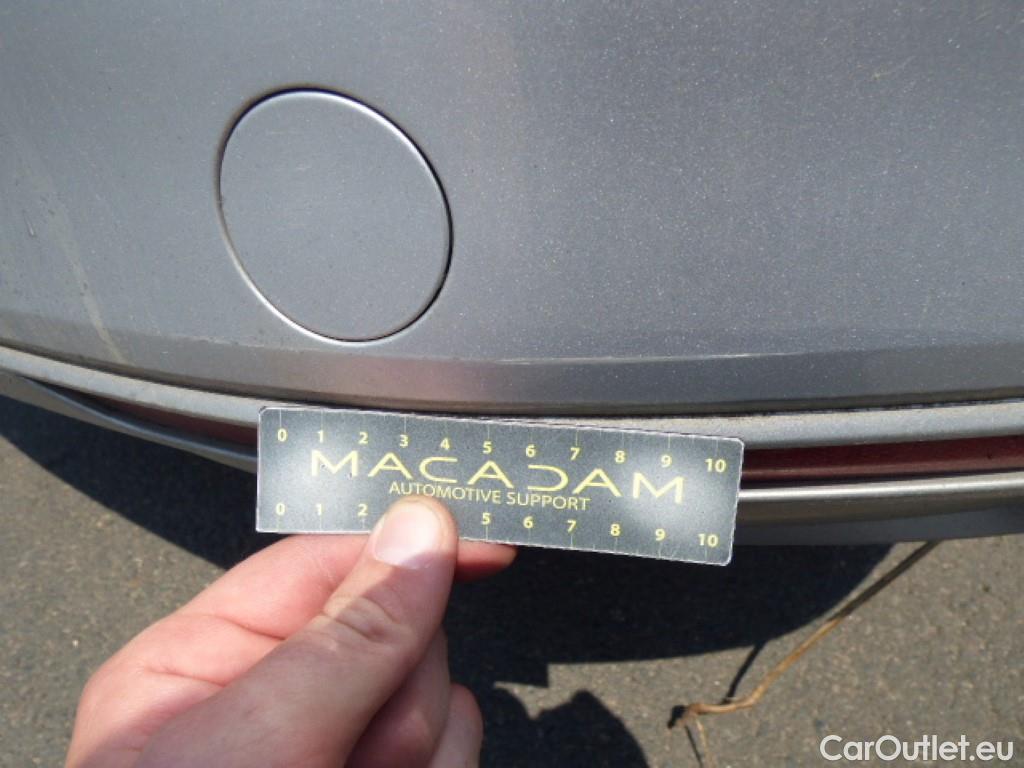 0 1 2 3 4 5 6 7 8 9 10
MACADAM
AUTOMOTIVE SUPPORT
0 1 2 5 6 7 8 9 10
CarOutlet.eu